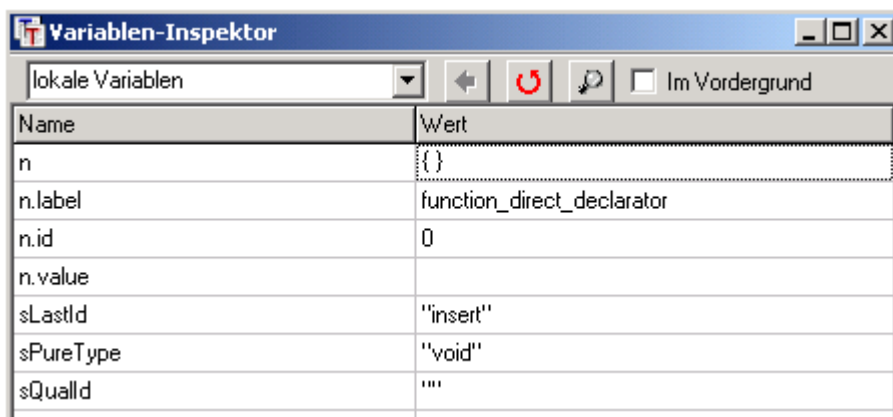 Variablen-Inspektor
lokale Variablen Im Vordergrund
Name Wert
n {}
n.label function_direct_declarator
n.id 0
n.value
sLastId "insert"
sPureType "void"
sQualId ""